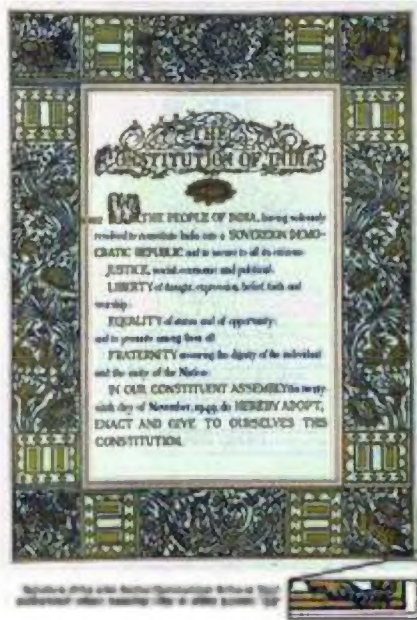 THE
CONSTITUTION OF INDIA
WE, THE PEOPLE OF INDIA, having solemnly
resolved to constitute India into a SOVEREIGN DEMO-
CRATIC REPUBLIC and to secure to all its citizens:
JUSTICE, social, economic and political;
LIBERTY of thought, expression, belief, faith and
worship;
EQUALITY of status and of opportunity;
and to promote among them all
FRATERNITY assuring the dignity of the individual
and the unity of the Nation;
IN OUR CONSTITUENT ASSEMBLY this twenty-
sixth day of November, 1949, do HEREBY ADOPT,
ENACT AND GIVE TO OURSELVES THIS
CONSTITUTION.